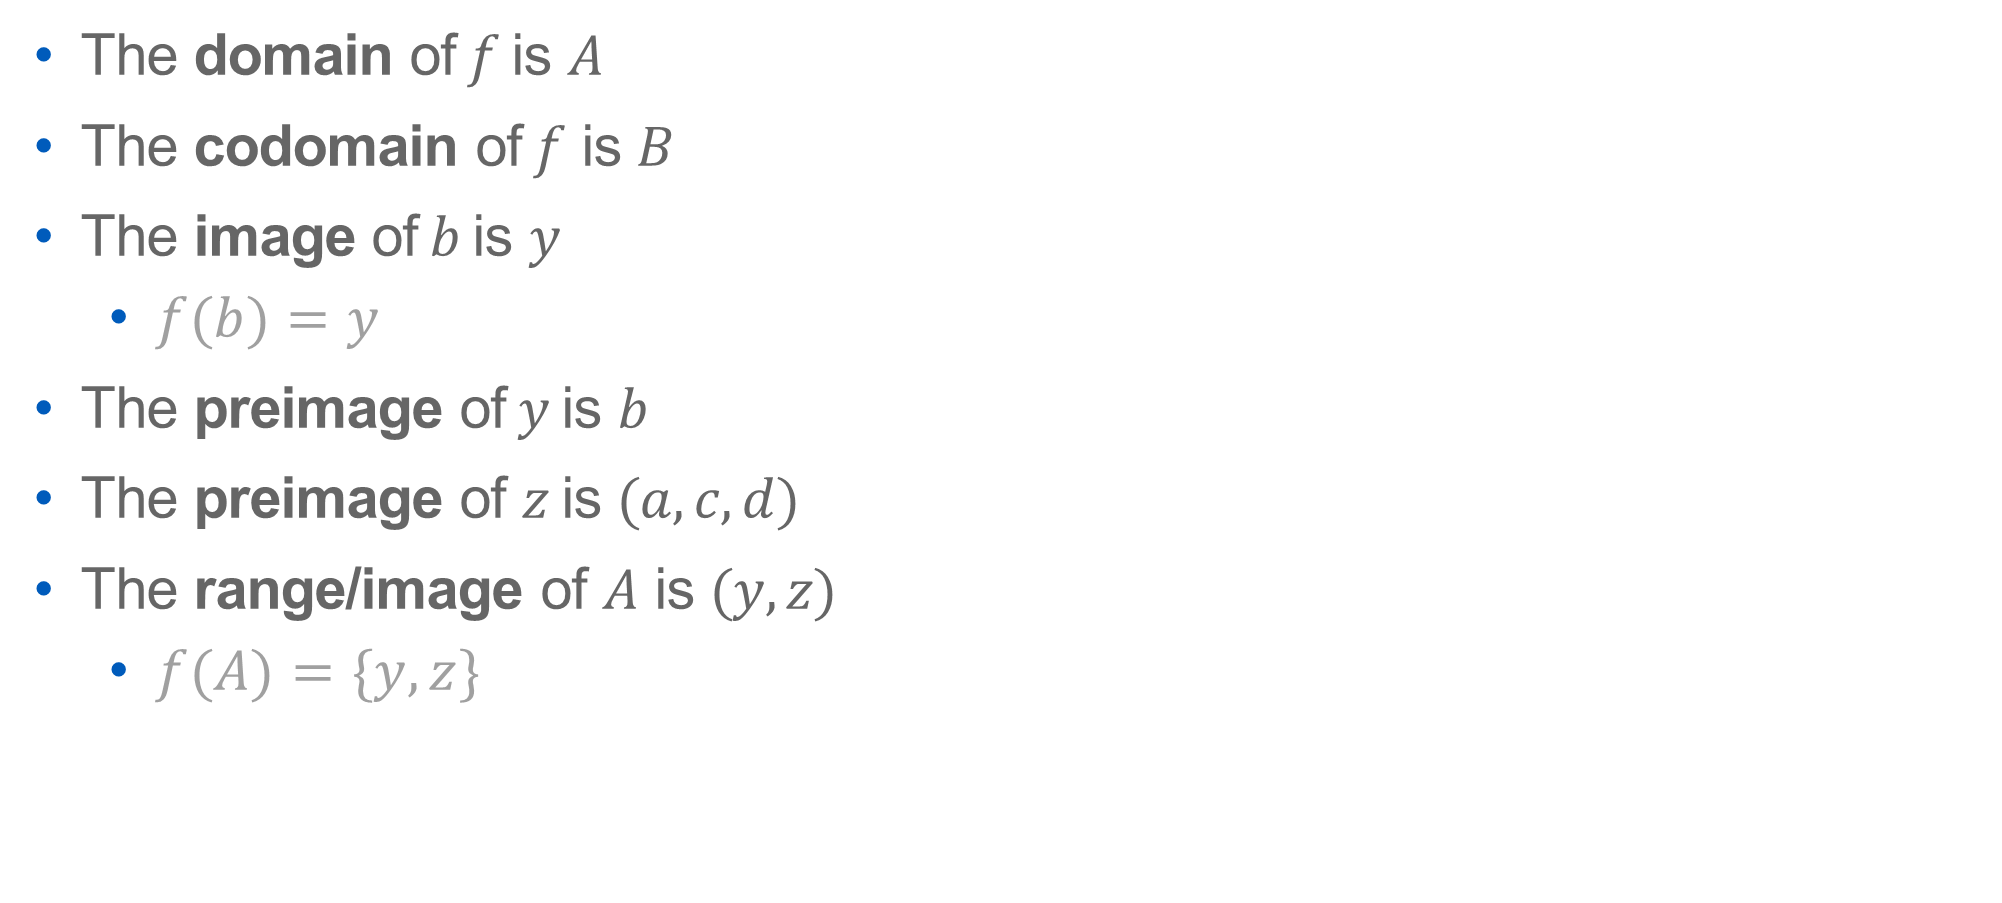 • The domain of f is A
• The codomain of f is B
• The image of b is y
• f(b) = y
• The preimage of y is b
• The preimage of z is (a, c, d)
• The range/image of A is (y, z)
• f(A) = {y, z}